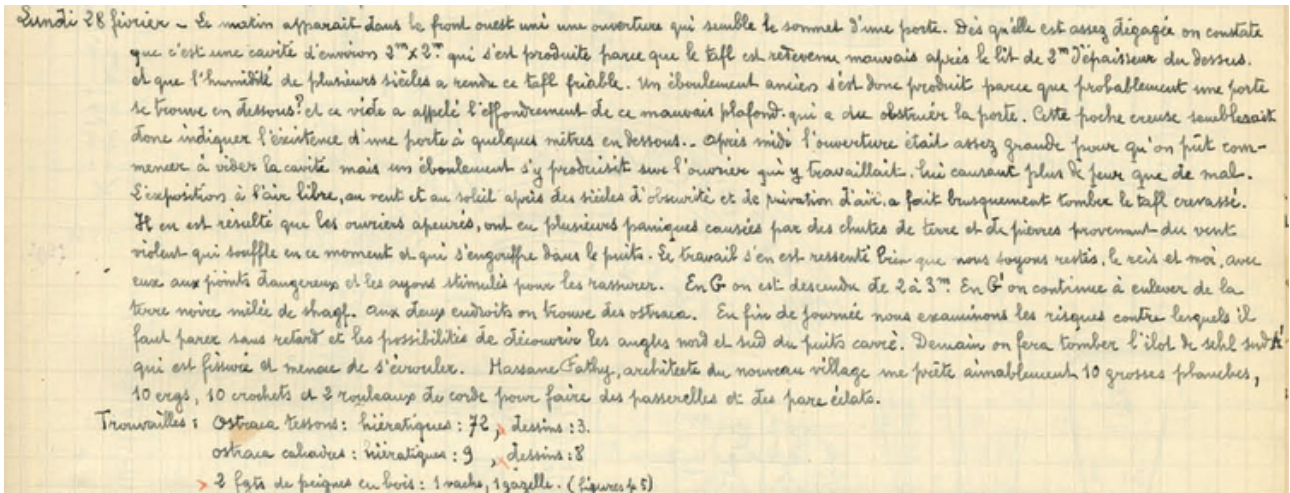 Lundi 28 février - Le matin apparait dans le front ouest uni une ouverture qui semble le sommet d'une porte. Dès qu'elle est assez dégagée on constate
que c'est une cavité d'environ 2m x 2m qui s'est produite parce que le tafl est redevenu mauvais après le lit de 2m d'épaisseur du dessus.
et que l'humidité de plusieurs siècles a rendu ce tafl friable. Un éboulement ancien s'est donc produit parce que probablement une porte
se trouve en dessous? et ce vide a appelé l'effondrement de ce mauvais plafond. qui a du obstruer la porte. Cette poche creuse semblerait
donc indiquer l'existence d'une porte à quelques mètres en dessous.. Après midi l'ouverture était assez grande pour qu'on pût com-
mencer à vider la cavité mais un éboulement s'y produisit sur l'ouvrier qui y travaillait. lui causant plus de peur que de mal.
L'exposition à l'air libre, au vent et au soleil après des siècles d'obscurité et de privation d'air, a fait brusquement tomber le tafl crevassé.
Il en est résulté que les ouvriers apeurés, ont eu plusieurs paniques causées par des chutes de terre et de pierres provenant du vent
violent qui souffle en ce moment et qui s'engouffre dans le puits. Le travail s'en est ressenti bien que nous soyons restés, le reis et moi, avec
eux aux points dangereux et les ayons stimulés pour les rassurer. En G on est descendu de 2 à 3m. En G' on continue à enlever de la
terre noire mêlée de shagf. aux deux endroits on trouve des ostraca. En fin de journée nous examinons les risques contre lesquels il
faut parer sans retard et les possibilités de découvrir les angles nord et sud du puits carré. Demain on fera tomber l'ilot de sehl sud A'
qui est fissuré et menace de s'écrouler. Hassane Fathy, architecte du nouveau village me prête aimablement 10 grosses planches,
10 ergs, 10 crochets et 2 rouleaux de corde pour faire des passerelles et des pare éclats.
Trouvailles: Ostraca tessons: hiératiques: 72, dessins: 3.
ostraca calcaires: hiératiques: 9, dessins: 8
2 fgts de peignes en bois: 1 vache, 1 gazelle. (figures p 5)